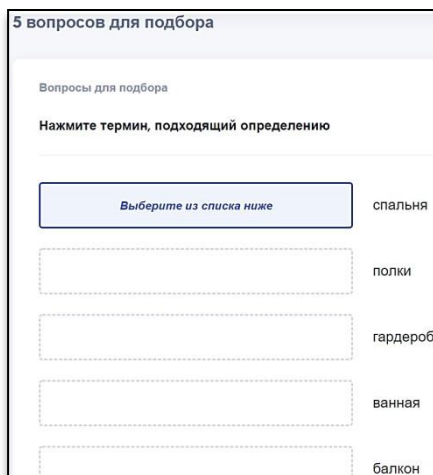 5 вопросов для подбора
Вопросы для подбора
Нажмите термин, подходящий определению
Выберите из списка ниже
спальня
полки
гардероб
ванная
балкон